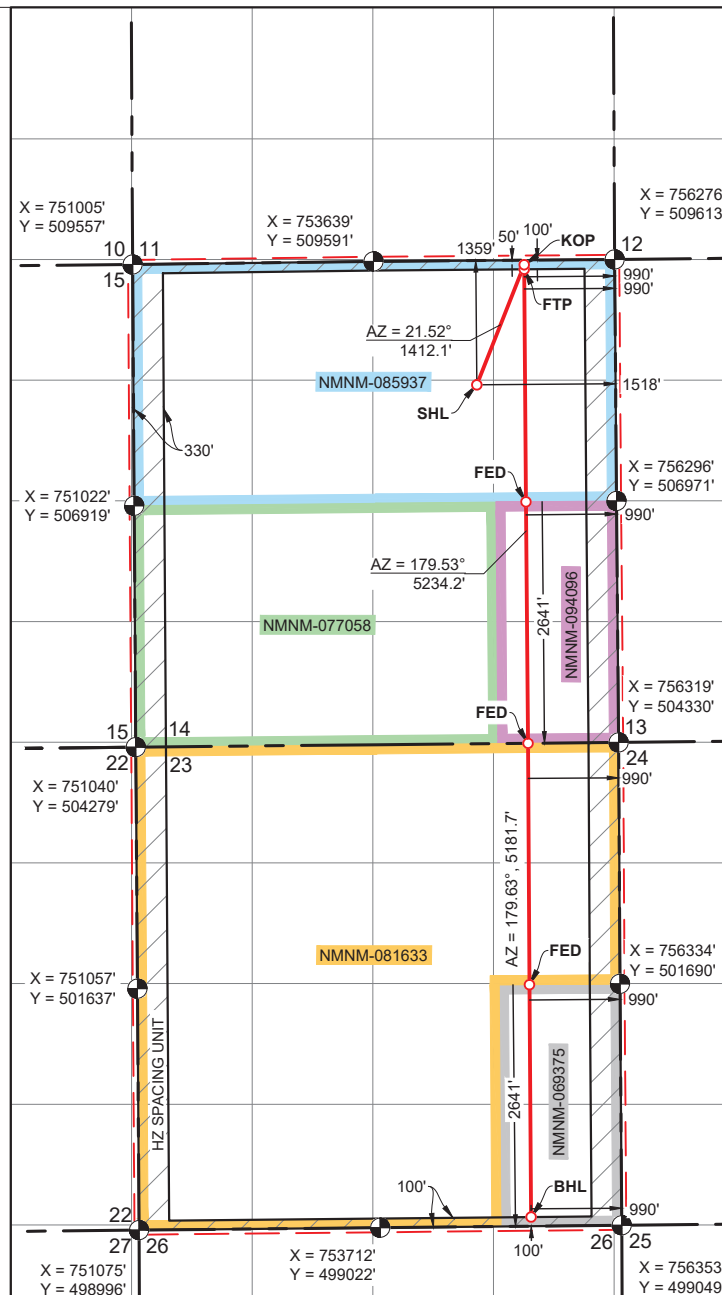 X = 751005'
Y = 509557'
X = 753639'
Y = 509591'
X = 756276
Y = 509613
10 11
15
12
1359'
50'
100'
KOP
990'
990'
FTP
AZ = 21.52°
1412.1'
NMNM-085937
SHL
1518'
330'
FED
X = 751022'
Y = 506919'
X = 756296'
Y = 506971'
990'
AZ = 179.53°
5234.2'
2641'
NMNM-094096
NMNM-077058
X = 756319'
Y = 504330'
FED
15 14
22 23
13
24
990'
X = 751040'
Y = 504279'
AZ = 179.63°, 5181.7'
NMNM-081633
FED
X = 756334'
Y = 501690'
X = 751057'
Y = 501637'
990'
HZ SPACING UNIT
2641'
NMNM-069375
BHL
100'
990'
22
27 26
100'
26 25
X = 753712'
Y = 499022'
X = 751075'
Y = 498996'
X = 756353
Y = 499049